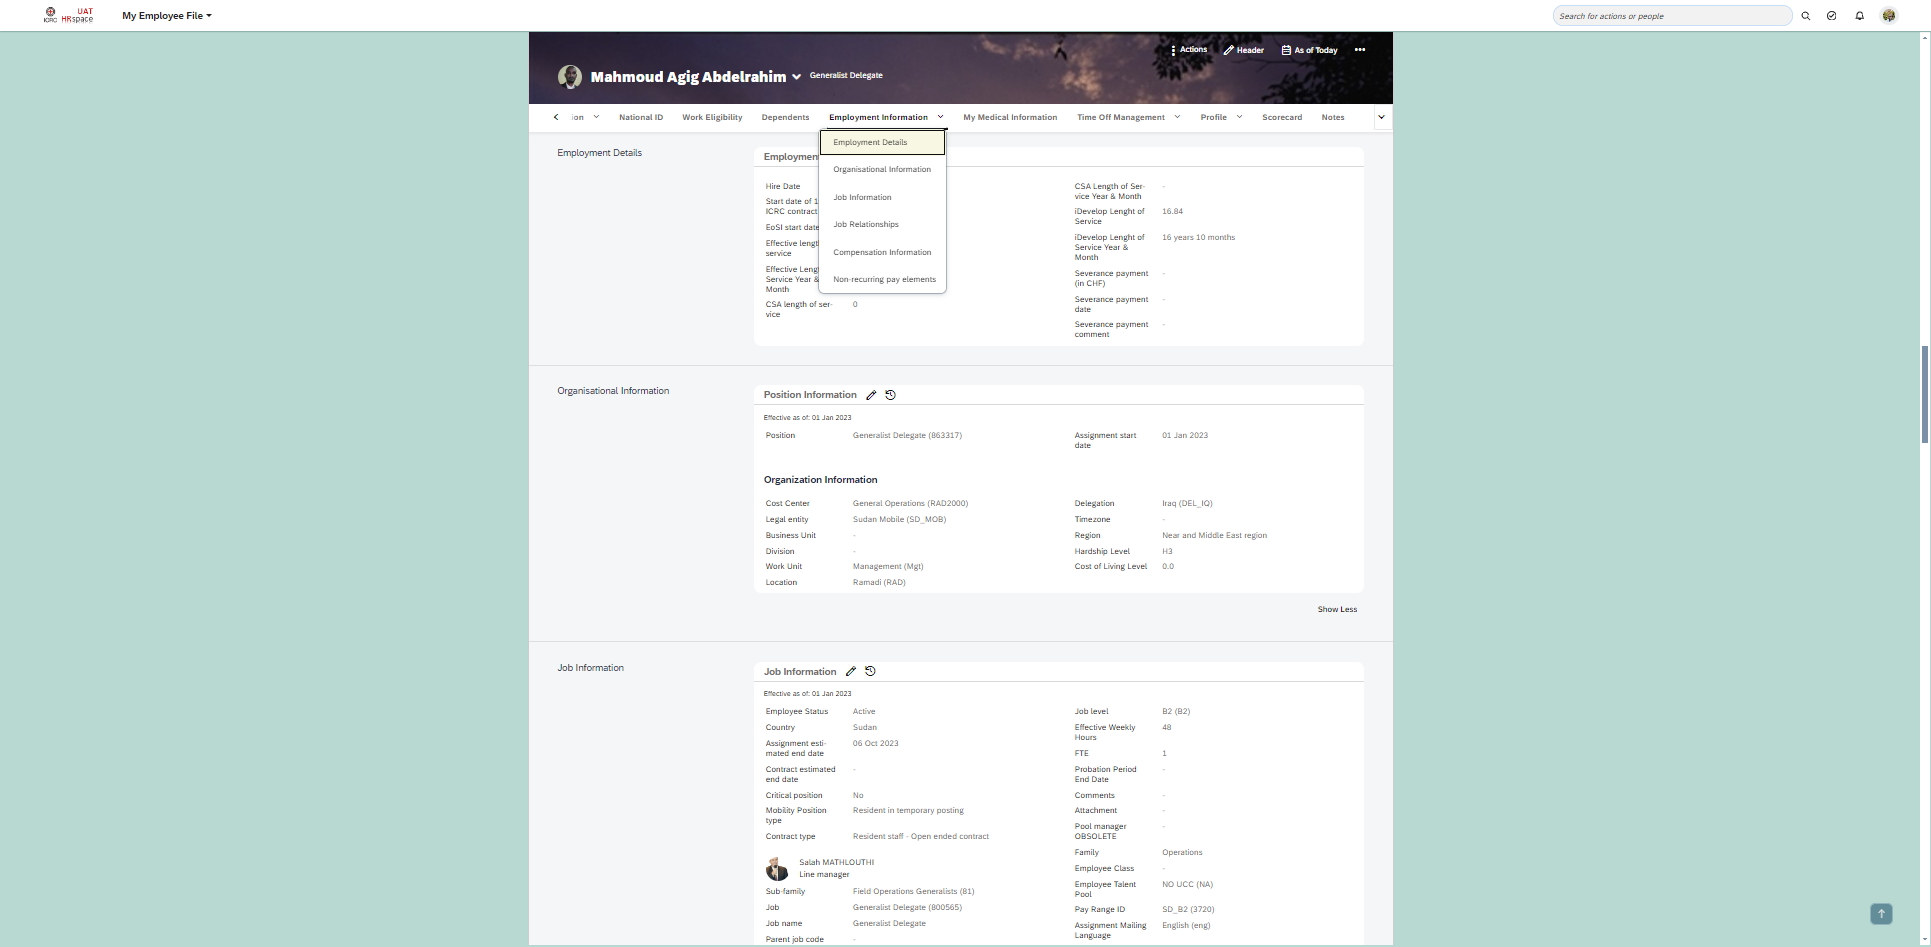 ICRC
UAT
HRspace
My Employee File
Search for actions or people
Actions
Header
As of Today
Mahmoud Agig Abdelrahim
Generalist Delegate
ion
National ID
Work Eligibility
Dependents
Employment Information
My Medical Information
Time Off Management
Profile
Scorecard
Notes
Employment Details
Organisational Information
Job Information
Job Relationships
Compensation Information
Non-recurring pay elements
Employment Details
Employmen
Hire Date
Start date of 1
ICRC contract
EoSI start date
Effective lengt
service
Effective Leng
Service Year &
Month
CSA length of ser-
vice
0
CSA Length of Ser-
vice Year & Month
-
iDevelop Lenght of
Service
16.84
iDevelop Lenght of
Service Year &
Month
16 years 10 months
Severance payment
(in CHF)
-
Severance payment
date
-
Severance payment
comment
-
Organisational Information
Position Information
Effective as of: 01 Jan 2023
Position
Generalist Delegate (863317)
Assignment start
date
01 Jan 2023
Organization Information
Cost Center
General Operations (RAD2000)
Legal entity
Sudan Mobile (SD_MOB)
Business Unit
-
Division
-
Work Unit
Management (Mgt)
Location
Ramadi (RAD)
Delegation
Iraq (DEL_IQ)
Timezone
-
Region
Near and Middle East region
Hardship Level
H3
Cost of Living Level
0.0
Show Less
Job Information
Job Information
Effective as of: 01 Jan 2023
Employee Status
Active
Country
Sudan
Assignment esti-
mated end date
06 Oct 2023
Contract estimated
end date
-
Critical position
No
Mobility Position
type
Resident in temporary posting
Contract type
Resident staff - Open ended contract
Salah MATHLOUTHI
Line manager
Sub-family
Field Operations Generalists (81)
Job
Generalist Delegate (800565)
Job name
Generalist Delegate
Parent job code
-
Job level
B2 (B2)
Effective Weekly
Hours
48
FTE
1
Probation Period
End Date
-
Comments
-
Attachment
-
Pool manager
OBSOLETE
-
Family
Operations
Employee Class
-
Employee Talent
Pool
NO UCC (NA)
Pay Range ID
SD_B2 (3720)
Assignment Mailing
Language
English (eng)